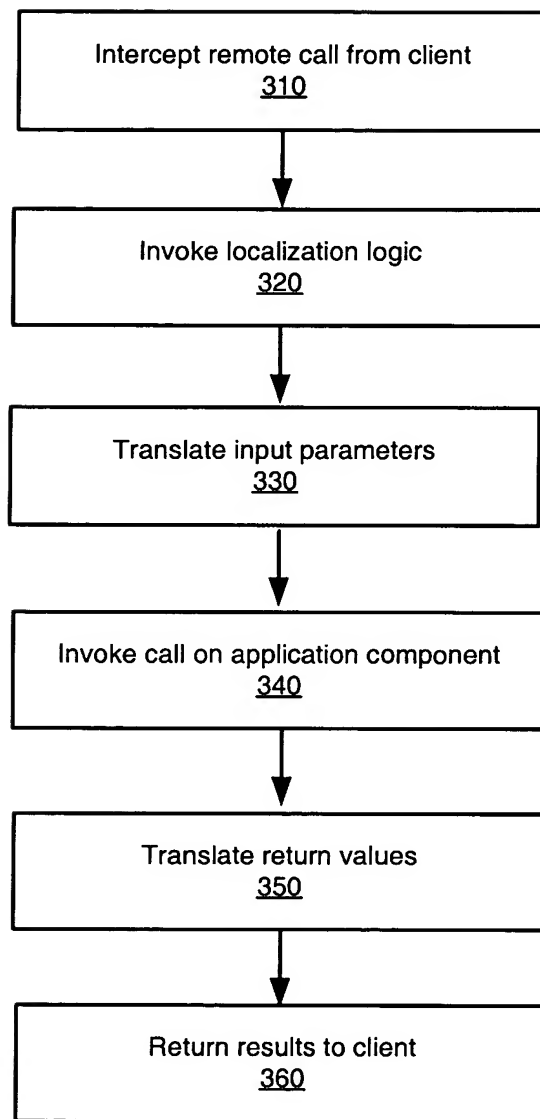 Intercept remote call from client
310
Invoke localization logic
320
Translate input parameters
330
Invoke call on application component
340
Translate return values
350
Return results to client
360